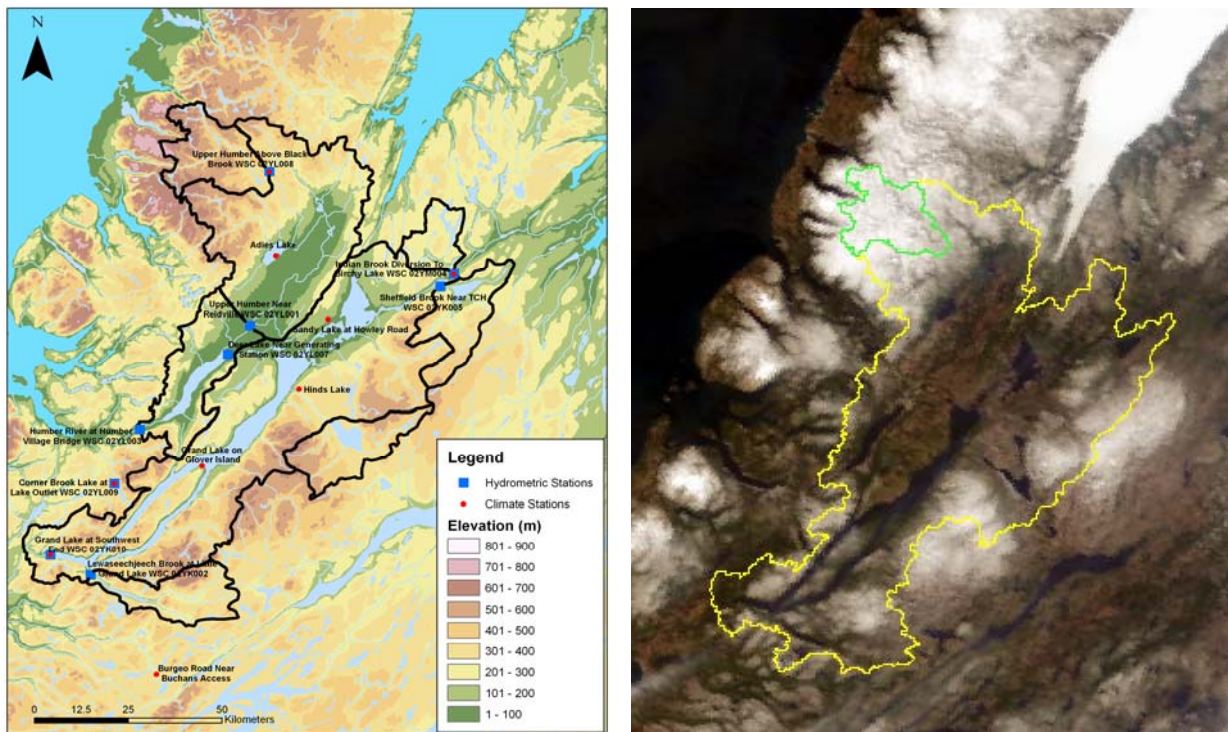 N
Upper Humber Above Black
Brook WSC 02YL008
Adies Lake
Indian Brook Diversion To
Birchy Lake WSC 02YM004
Sheffield Brook Near TCH
WSC 02YK005
Upper Humber Near
Reidville WSC 02YL001
Sandy Lake at Howley Road
Deer Lake Near Generating
Station WSC 02YL007
Hinds Lake
Humber River at Humber
Village Bridge WSC 02YL003
Grand Lake on
Glover Island
Corner Brook Lake at
Lake Outlet WSC 02YL009
Grand Lake at Southwest
End WSC 02YK010
Lewaseechjeech Brook at Little
Grand Lake WSC 02YK002
Burgeo Road Near
Buchans Access
0 12.5 25 50
Kilometers
Legend
Hydrometric Stations
Climate Stations
Elevation (m)
801 - 900
701 - 800
601 - 700
501 - 600
401 - 500
301 - 400
201 - 300
101 - 200
1 - 100